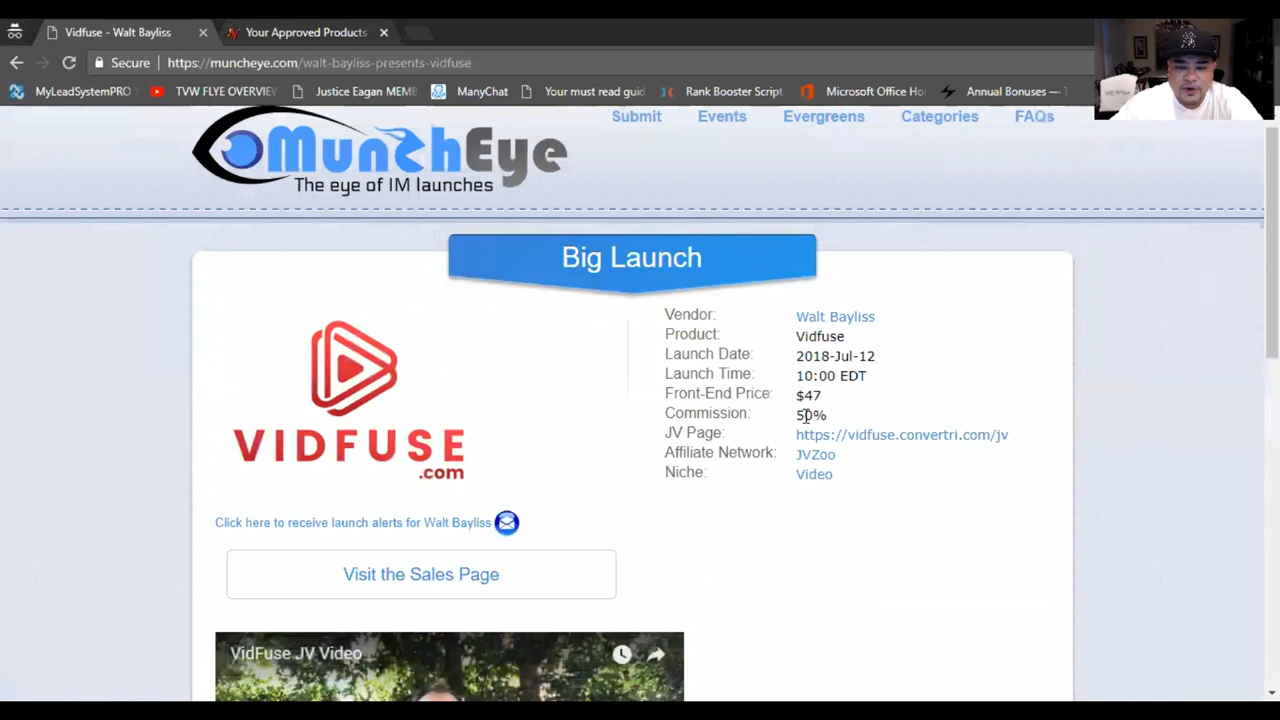 Vidfuse - Walt Bayliss
Your Approved Products
Secure
https://muncheye.com/walt-bayliss-presents-vidfuse
MyLeadSystemPRO
TVW FLYE OVERVIEW
Justice Eagan MEMB
ManyChat
Your must read guid
Rank Booster Script
Microsoft Office Ho
Annual Bonuses —
Submit
Events
Evergreens
Categories
FAQs
MunchEye
The eye of IM launches
Big Launch
Vendor: Walt Bayliss
Product: Vidfuse
Launch Date: 2018-Jul-12
Launch Time: 10:00 EDT
Front-End Price: $47
Commission: 50%
JV Page: https://vidfuse.convertri.com/jv
Affiliate Network: JVZoo
Niche: Video
VIDFUSE
.com
Click here to receive launch alerts for Walt Bayliss
Visit the Sales Page
VidFuse JV Video